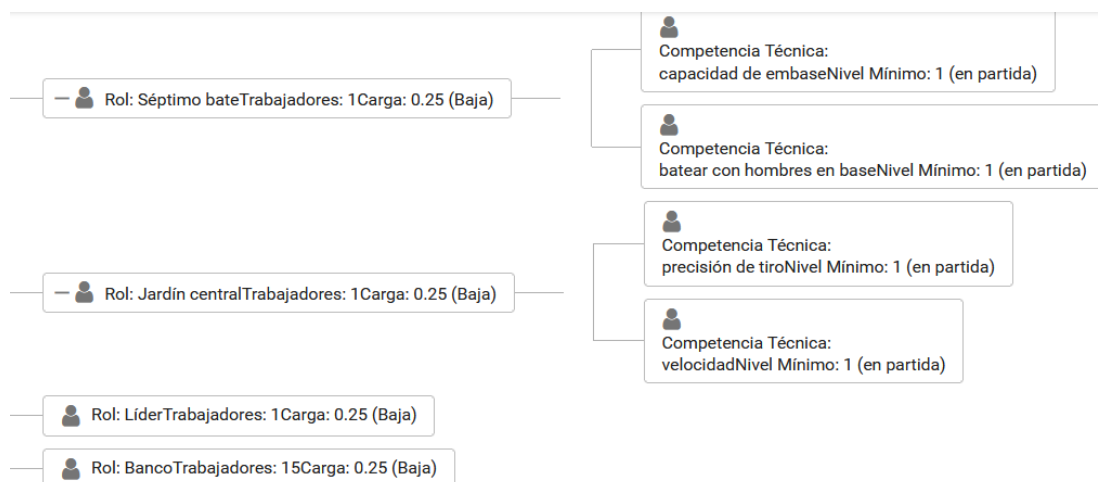 Competencia Técnica:
capacidad de embaseNivel Mínimo: 1 (en partida)
Rol: Séptimo bateTrabajadores: 1Carga: 0.25 (Baja)
Competencia Técnica:
batear con hombres en baseNivel Mínimo: 1 (en partida)
Competencia Técnica:
precisión de tiroNivel Mínimo: 1 (en partida)
Rol: Jardín centralTrabajadores: 1Carga: 0.25 (Baja)
Competencia Técnica:
velocidadNivel Mínimo: 1 (en partida)
Rol: LíderTrabajadores: 1Carga: 0.25 (Baja)
Rol: BancoTrabajadores: 15Carga: 0.25 (Baja)